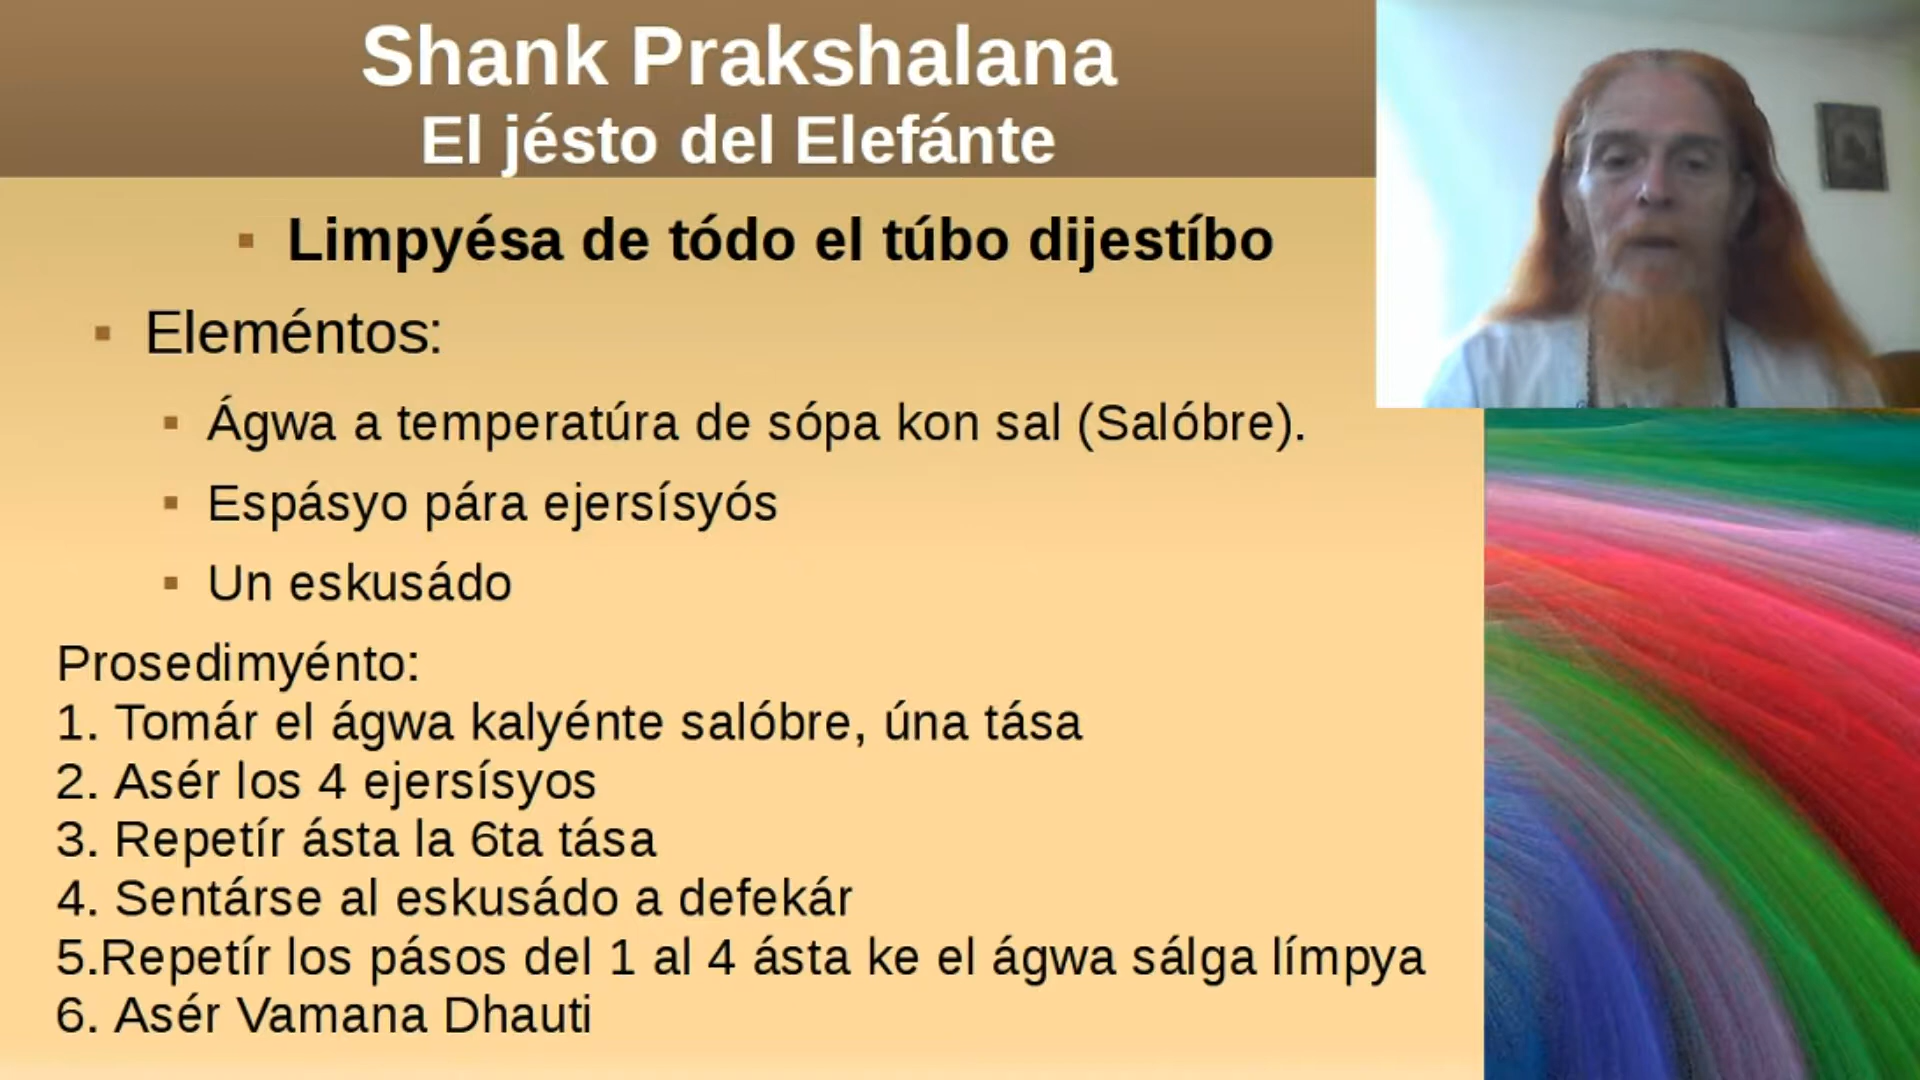 Shank Prakshalana
El jésto del Elefánte
Limpyésa de tódo el túbo dijestíbo
Eleméntos:
Ágwa a temperatúra de sópa kon sal (Salóbre).
Espásyo pára ejersísyós
Un eskusádo
Prosedimyénto:
1. Tomár el ágwa kalyénte salóbre, úna tása
2. Asér los 4 ejersísyos
3. Repetír ásta la 6ta tása
4. Sentárse al eskusádo a defekár
5.Repetír los pásos del 1 al 4 ásta ke el ágwa sálga límpya
6. Asér Vamana Dhauti